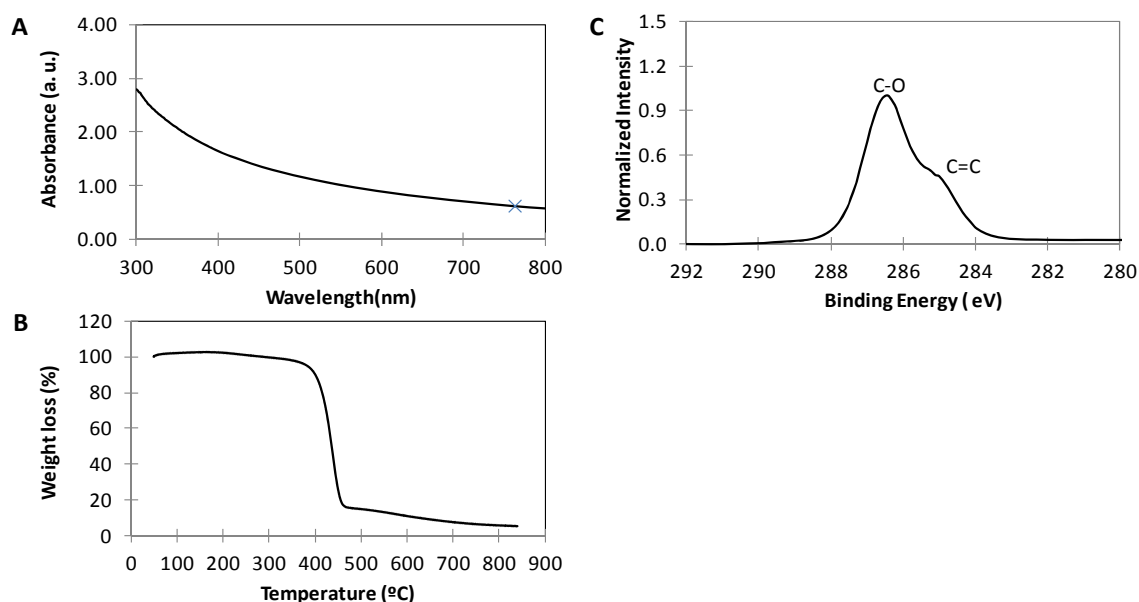 A
Absorbance (a. u.)
4.00
3.00
2.00
1.00
0.00
300 400 500 600 700 800
Wavelength(nm)
B
Weight loss (%)
120
100
80
60
40
20
0
0 100 200 300 400 500 600 700 800 900
Temperature (ºC)
C
Normalized Intensity
1.5
1.2
0.9
0.6
0.3
0.0
C-O
C=C
292 290 288 286 284 282 280
Binding Energy ( eV)